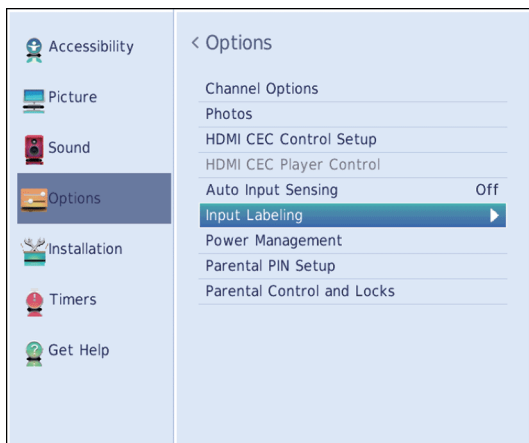 Accessibility
Picture
Sound
Options
Installation
Timers
Get Help
< Options
Channel Options
Photos
HDMI CEC Control Setup
HDMI CEC Player Control
Auto Input Sensing Off
Input Labeling
Power Management
Parental PIN Setup
Parental Control and Locks